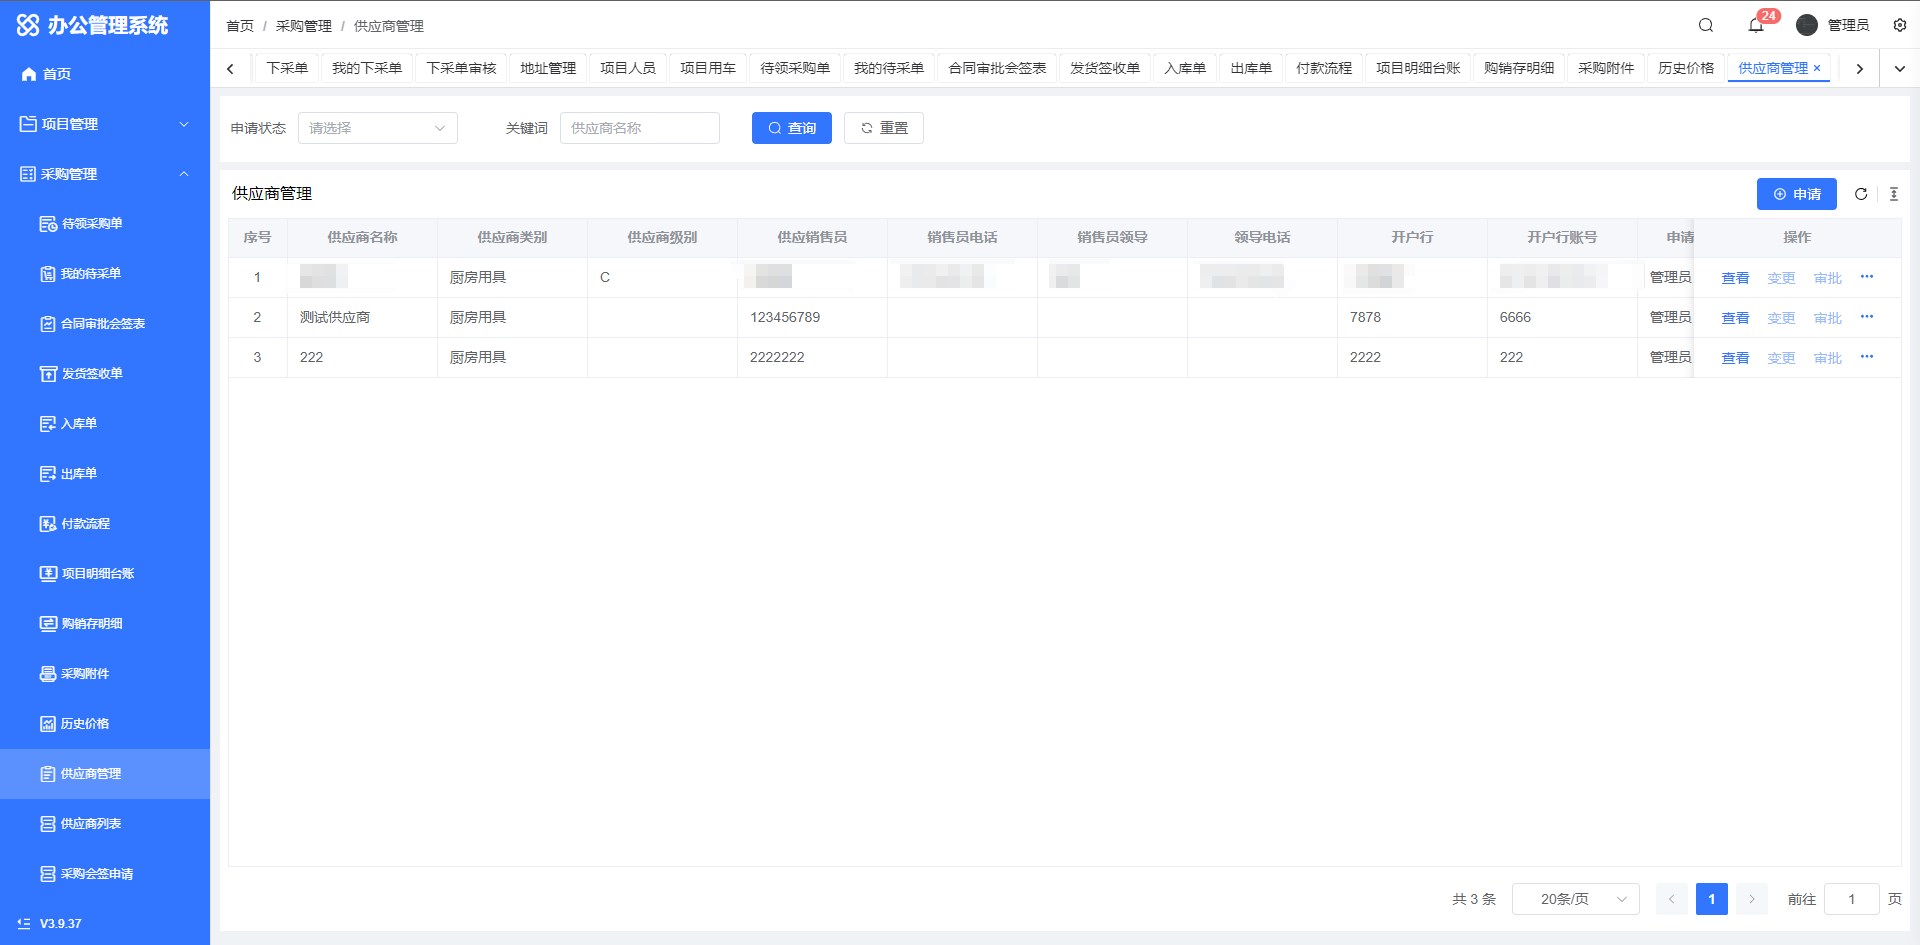 办公管理系统
首页
项目管理
采购管理
待领采购单
我的待采单
合同审批会签表
发货签收单
入库单
出库单
付款流程
项目明细台账
购销存明细
采购附件
历史价格
供应商管理
供应商列表
采购会签申请
V3.9.37
首页 / 采购管理 / 供应商管理
24
管理员
下采单 我的下采单 下采单审核 地址管理 项目人员 项目用车 待领采购单 我的待采单 合同审批会签表 发货签收单 入库单 出库单 付款流程 项目明细台账 购销存明细 采购附件 历史价格 供应商管理 ×
申请状态 请选择 关键词 供应商名称 查询 重置
供应商管理 申请
序号 供应商名称 供应商类别 供应商级别 供应销售员 销售员电话 销售员领导 领导电话 开户行 开户行账号 申请 操作
1 厨房用具 C 管理员 查看 变更 审批 ···
2 测试供应商 厨房用具 123456789 7878 6666 管理员 查看 变更 审批 ···
3 222 厨房用具 2222222 2222 222 管理员 查看 变更 审批 ···
共 3 条 20条/页 1 前往 1 页